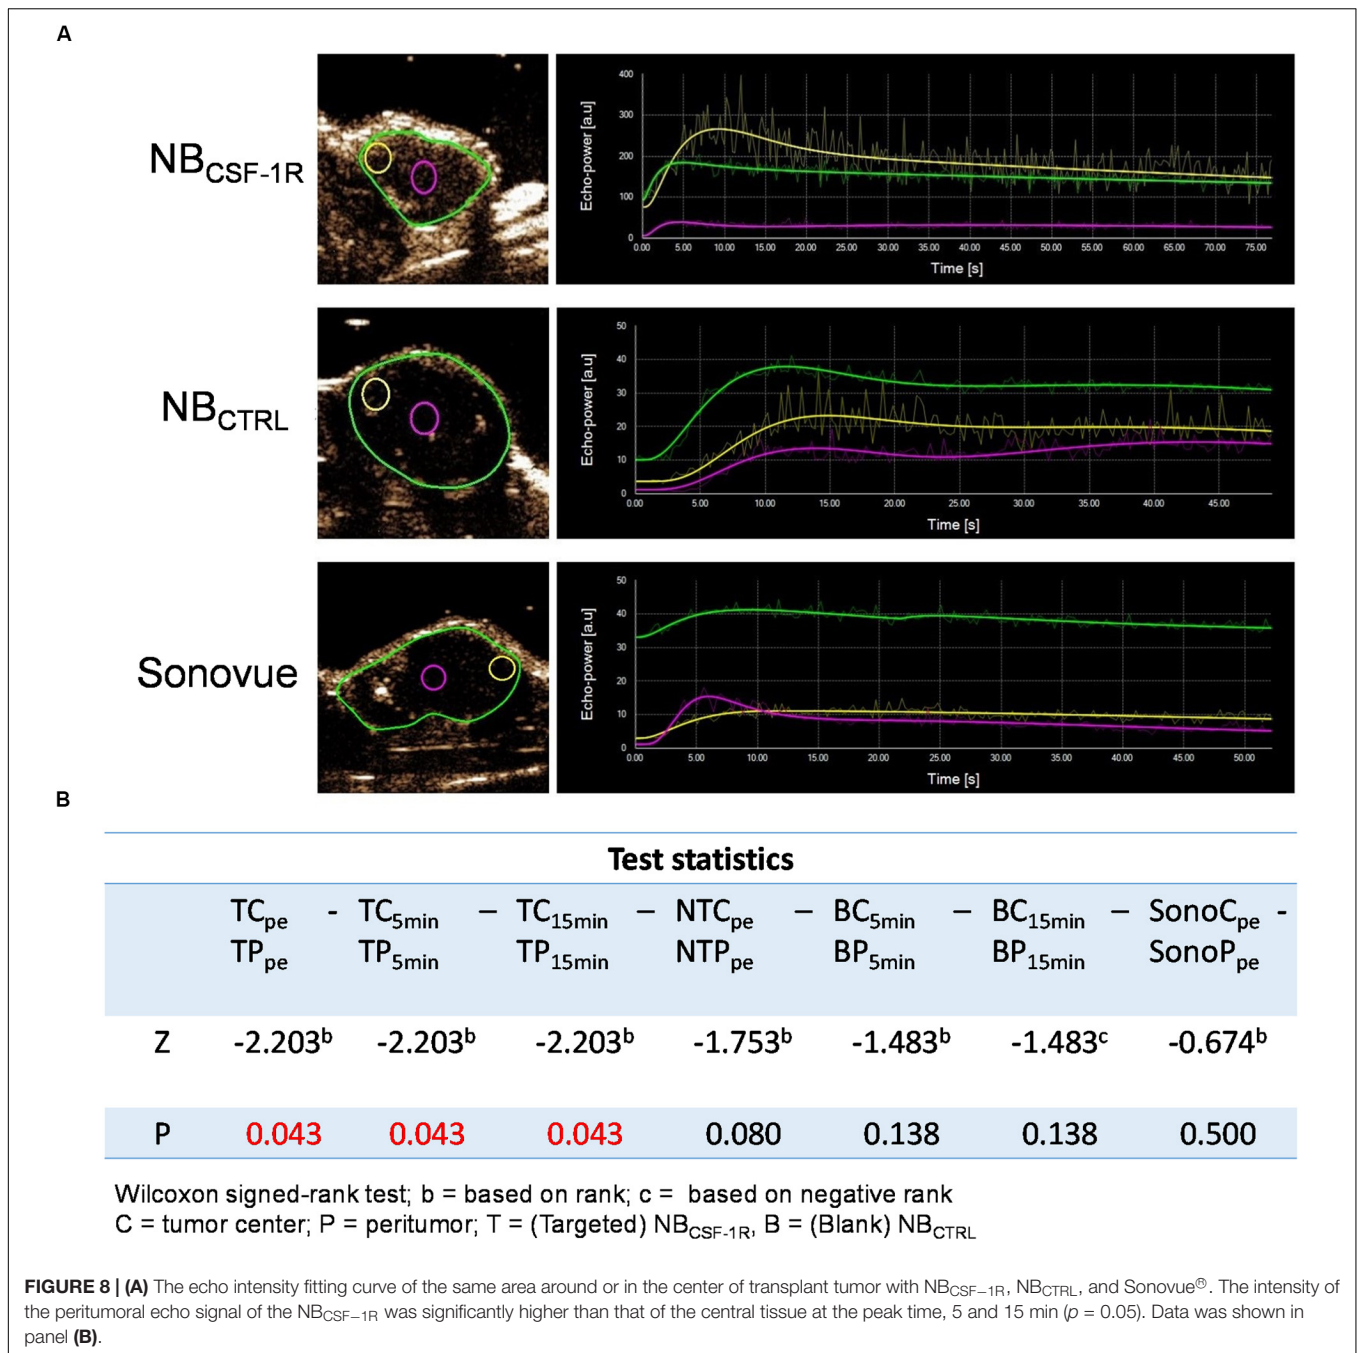 A
NBCSF-1R
Echo-power [a.u]
400
300
200
100
0
0.00 5.00 10.00 15.00 20.00 25.00 30.00 35.00 40.00 45.00 50.00 55.00 60.00 65.00 70.00 75.00
Time [s]
NBCTRL
Echo-power [a.u]
50
40
30
20
10
0
0.00 5.00 10.00 15.00 20.00 25.00 30.00 35.00 40.00 45.00
Time [s]
Sonovue
Echo-power [a.u]
50
40
30
20
10
0
0.00 5.00 10.00 15.00 20.00 25.00 30.00 35.00 40.00 45.00 50.00
Time [s]
B
Test statistics
TCpe - TC5min – TC15min – NTCpe – BC5min – BC15min – SonoCpe -
TPpe TP5min TP15min NTPpe BP5min BP15min SonoPpe
Z -2.203b -2.203b -2.203b -1.753b -1.483b -1.483c -0.674b
P 0.043 0.043 0.043 0.080 0.138 0.138 0.500
Wilcoxon signed-rank test; b = based on rank; c = based on negative rank
C = tumor center; P = peritumor; T = (Targeted) NBCSF-1R, B = (Blank) NBCTRL
FIGURE 8 | (A) The echo intensity fitting curve of the same area around or in the center of transplant tumor with NBCSF−1R, NBCTRL, and Sonovue®. The intensity of
the peritumoral echo signal of the NBCSF−1R was significantly higher than that of the central tissue at the peak time, 5 and 15 min (p = 0.05). Data was shown in
panel (B).